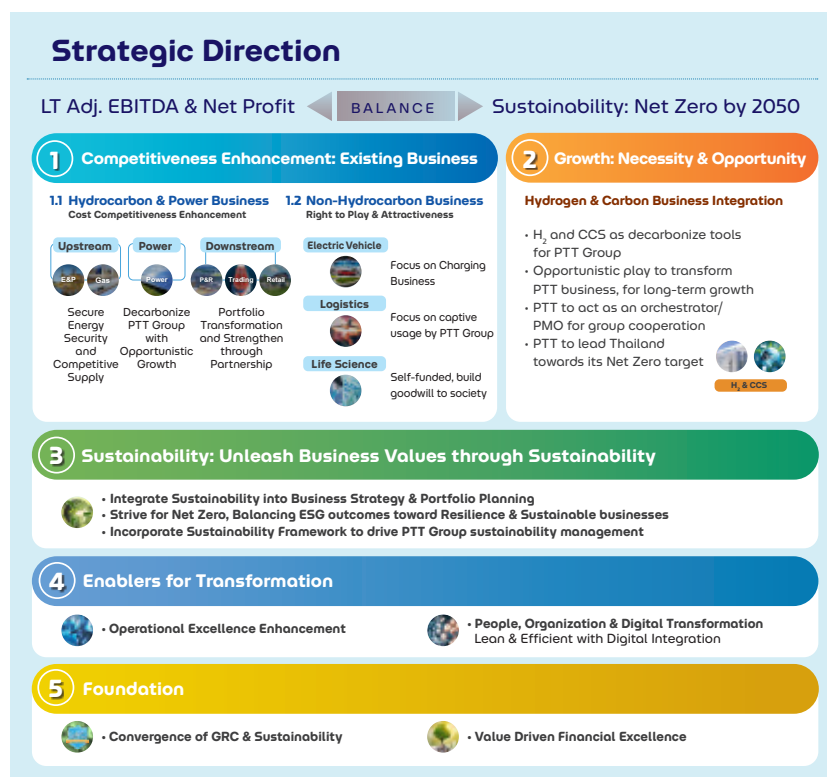 Strategic Direction
LT Adj. EBITDA & Net Profit
BALANCE
Sustainability: Net Zero by 2050
1 Competitiveness Enhancement: Existing Business
1.1 Hydrocarbon & Power Business
Cost Competitiveness Enhancement
Upstream
E&P
Gas
Secure
Energy
Security
and
Competitive
Supply
Power
Power
Decarbonize
PTT Group
with
Opportunistic
Growth
Downstream
P&R
Trading
Retail
Portfolio
Transformation
and Strengthen
through
Partnership
1.2 Non-Hydrocarbon Business
Right to Play & Attractiveness
Electric Vehicle
Focus on Charging
Business
Logistics
Focus on captive
usage by PTT Group
Life Science
Self-funded, build
goodwill to society
2 Growth: Necessity & Opportunity
Hydrogen & Carbon Business Integration
• H2 and CCS as decarbonize tools
for PTT Group
• Opportunistic play to transform
PTT business, for long-term growth
• PTT to act as an orchestrator/
PMO for group cooperation
• PTT to lead Thailand
towards its Net Zero target
H2 & CCS
3 Sustainability: Unleash Business Values through Sustainability
• Integrate Sustainability into Business Strategy & Portfolio Planning
• Strive for Net Zero, Balancing ESG outcomes toward Resilience & Sustainable businesses
• Incorporate Sustainability Framework to drive PTT Group sustainability management
4 Enablers for Transformation
• Operational Excellence Enhancement
• People, Organization & Digital Transformation
Lean & Efficient with Digital Integration
5 Foundation
• Convergence of GRC & Sustainability
• Value Driven Financial Excellence